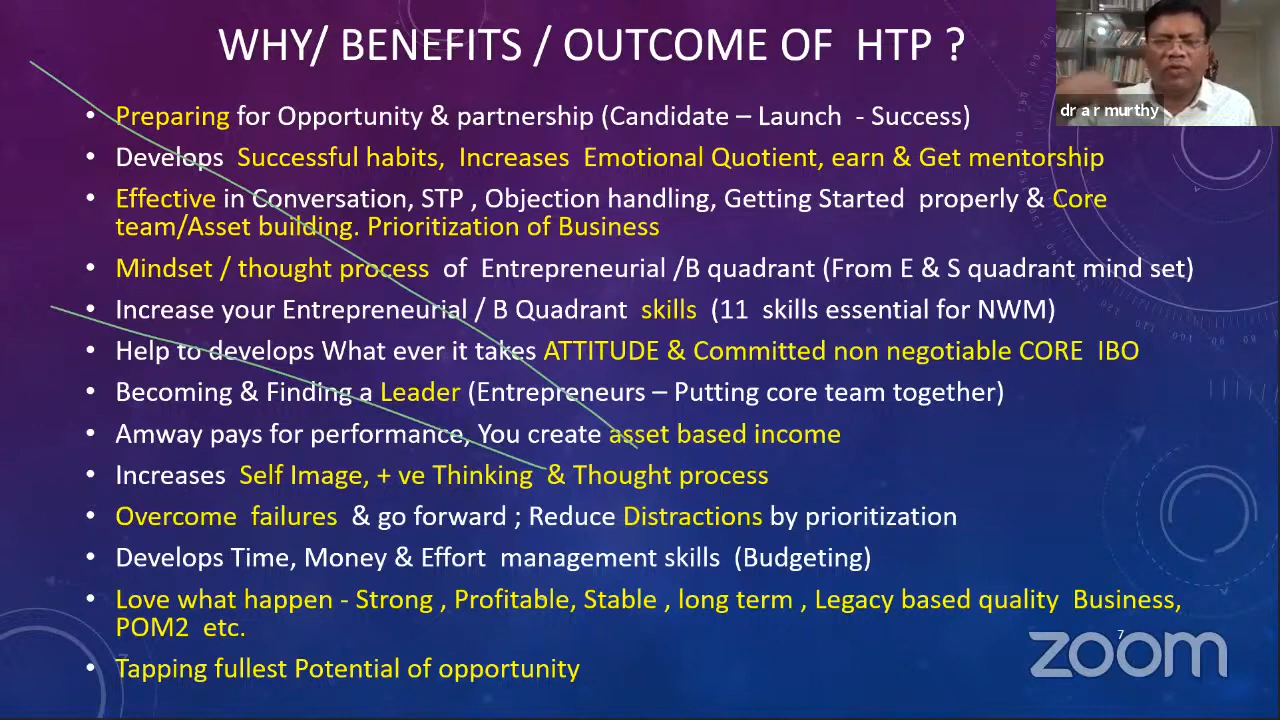 WHY/ BENEFITS / OUTCOME OF HTP ?
dr a r murthy
• Preparing for Opportunity & partnership (Candidate – Launch - Success)
• Develops Successful habits, Increases Emotional Quotient, earn & Get mentorship
• Effective in Conversation, STP , Objection handling, Getting Started properly & Core
team/Asset building. Prioritization of Business
• Mindset / thought process of Entrepreneurial /B quadrant (From E & S quadrant mind set)
• Increase your Entrepreneurial / B Quadrant skills (11 skills essential for NWM)
• Help to develops What ever it takes ATTITUDE & Committed non negotiable CORE IBO
• Becoming & Finding a Leader (Entrepreneurs – Putting core team together)
• Amway pays for performance, You create asset based income
• Increases Self Image, + ve Thinking & Thought process
• Overcome failures & go forward ; Reduce Distractions by prioritization
• Develops Time, Money & Effort management skills (Budgeting)
• Love what happen - Strong , Profitable, Stable , long term , Legacy based quality Business,
POM2 etc.
• Tapping fullest Potential of opportunity
7
zoom